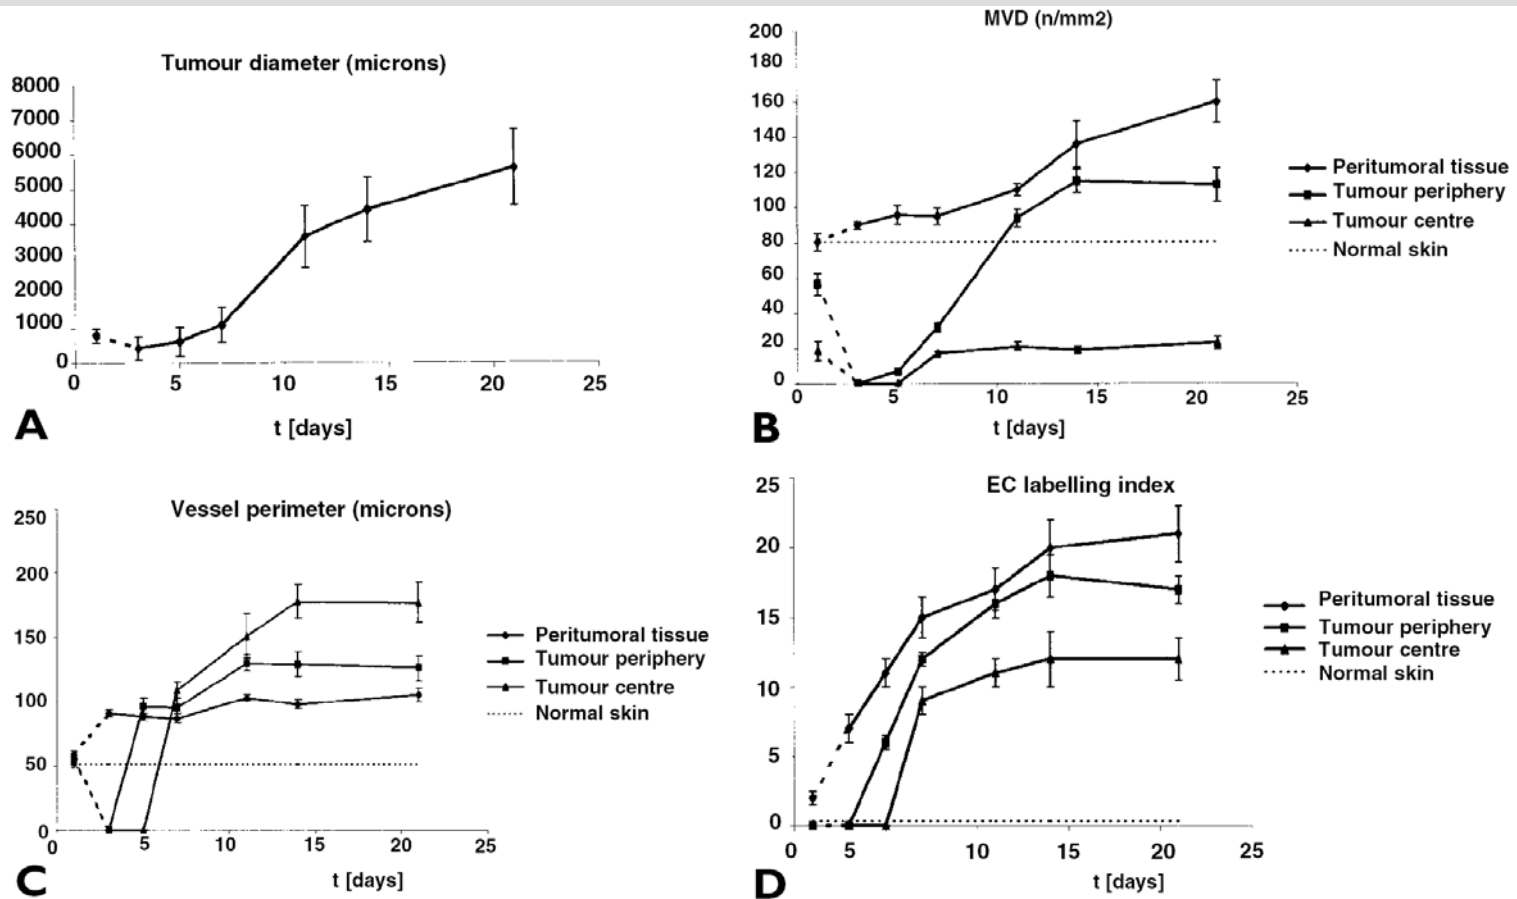 Tumour diameter (microns)
8000
7000
6000
5000
4000
3000
2000
1000
0
0 5 10 15 20 25
t [days]
A
MVD (n/mm2)
200
180
160
140
120
100
80
60
40
20
0
0 5 10 15 20 25
t [days]
B
Peritumoral tissue
Tumour periphery
Tumour centre
Normal skin
Vessel perimeter (microns)
250
200
150
100
50
0
0 5 10 15 20 25
t [days]
C
Peritumoral tissue
Tumour periphery
Tumour centre
Normal skin
EC labelling index
25
20
15
10
5
0
0 5 10 15 20 25
t [days]
D
Peritumoral tissue
Tumour periphery
Tumour centre
Normal skin